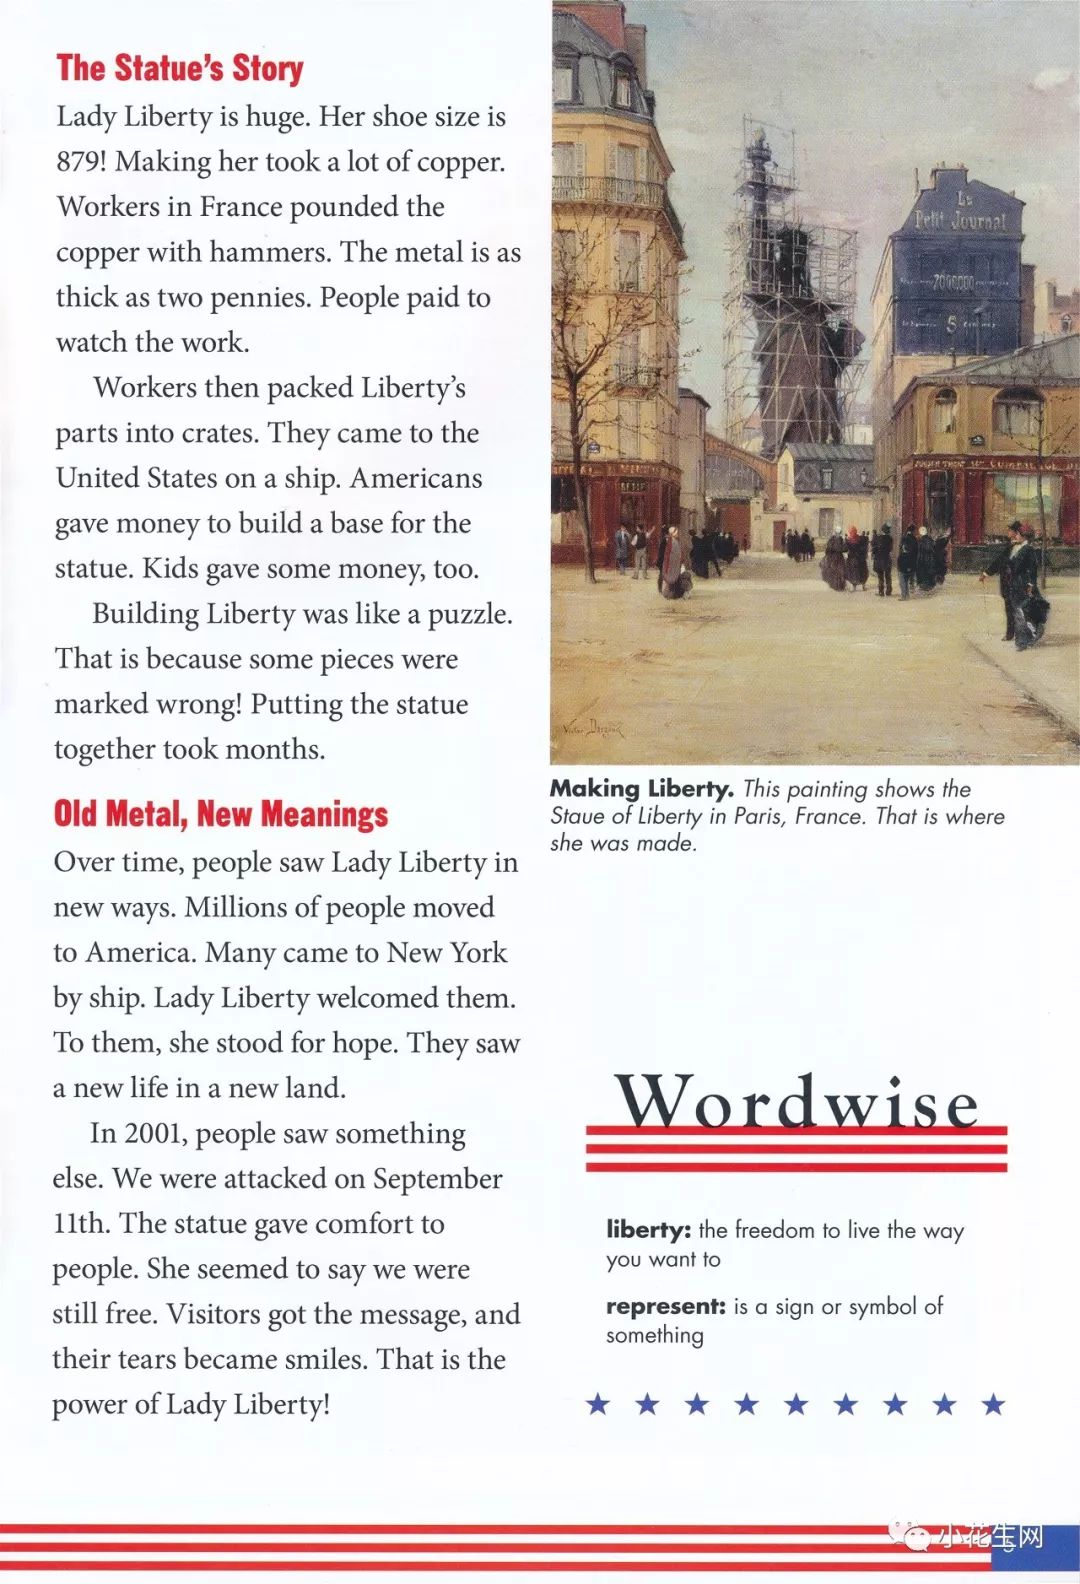 The Statue's Story
Lady Liberty is huge. Her shoe size is
879! Making her took a lot of copper.
Workers in France pounded the
copper with hammers. The metal is as
thick as two pennies. People paid to
watch the work.
Workers then packed Liberty's
parts into crates. They came to the
United States on a ship. Americans
gave money to build a base for the
statue. Kids gave some money, too.
Building Liberty was like a puzzle.
That is because some pieces were
marked wrong! Putting the statue
together took months.
Old Metal, New Meanings
Over time, people saw Lady Liberty in
new ways. Millions of people moved
to America. Many came to New York
by ship. Lady Liberty welcomed them.
To them, she stood for hope. They saw
a new life in a new land.
In 2001, people saw something
else. We were attacked on September
11th. The statue gave comfort to
people. She seemed to say we were
still free. Visitors got the message, and
their tears became smiles. That is the
power of Lady Liberty!
Le
Petit Journal
5
Making Liberty. This painting shows the
Staue of Liberty in Paris, France. That is where
she was made.
Wordwise
liberty: the freedom to live the way
you want to
represent: is a sign or symbol of
something
小花生网
5